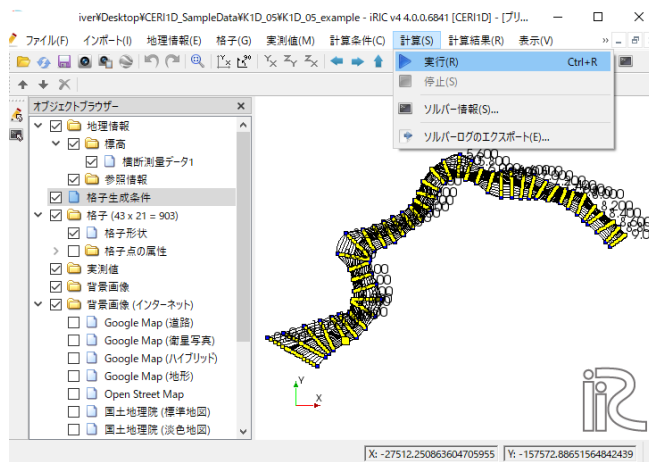 iver¥Desktop¥CERI1D_SampleData¥K1D_05¥K1D_05_example - iRIC v4 4.0.0.6841 [CERI1D] - [プリ...
ファイル(F) インポート(I) 地理情報(E) 格子(G) 実測値(M) 計算条件(C) 計算(S) 計算結果(R) 表示(V) »
実行(R) Ctrl+R
停止(S)
ソルバー情報(S)...
ソルバーログのエクスポート(E)...
オブジェクトブラウザー
地理情報
標高
横断測量データ1
参照情報
格子生成条件
格子 (43 x 21 = 903)
格子形状
格子点の属性
実測値
背景画像
背景画像 (インターネット)
Google Map (道路)
Google Map (衛星写真)
Google Map (ハイブリッド)
Google Map (地形)
Open Street Map
国土地理院 (標準地図)
国土地理院 (淡色地図)
5.600
8.200
8.400
9.0
Y
X
iRIC
X: -27512.250863604705955 Y: -157572.88651564842439